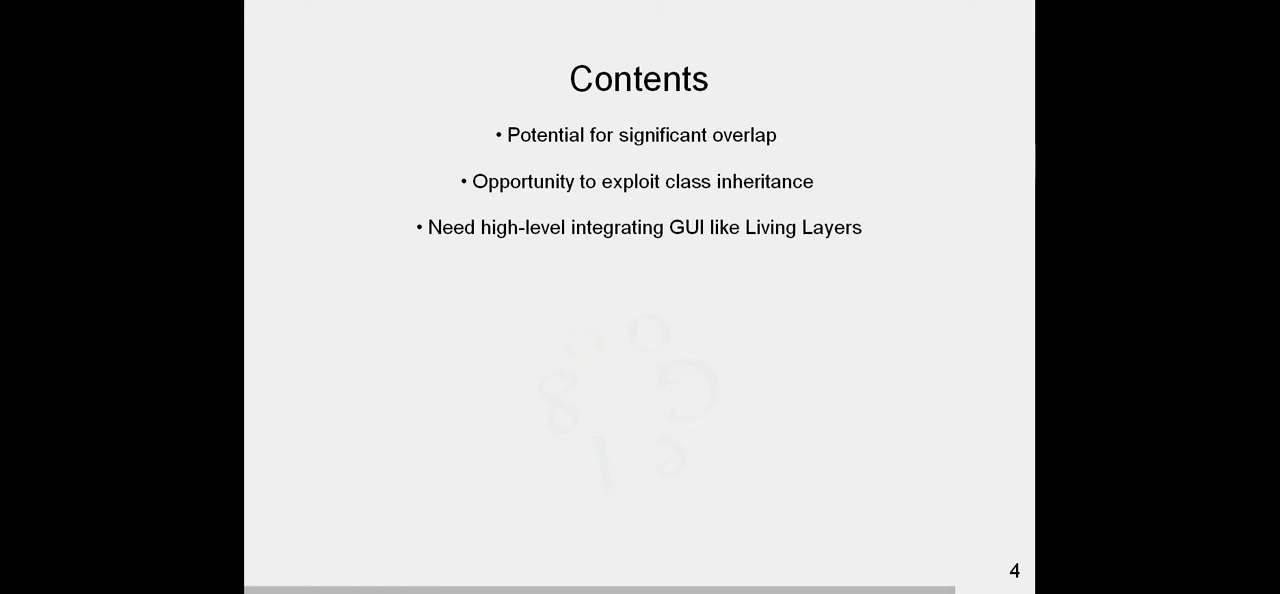 Contents
• Potential for significant overlap
• Opportunity to exploit class inheritance
• Need high-level integrating GUI like Living Layers
4